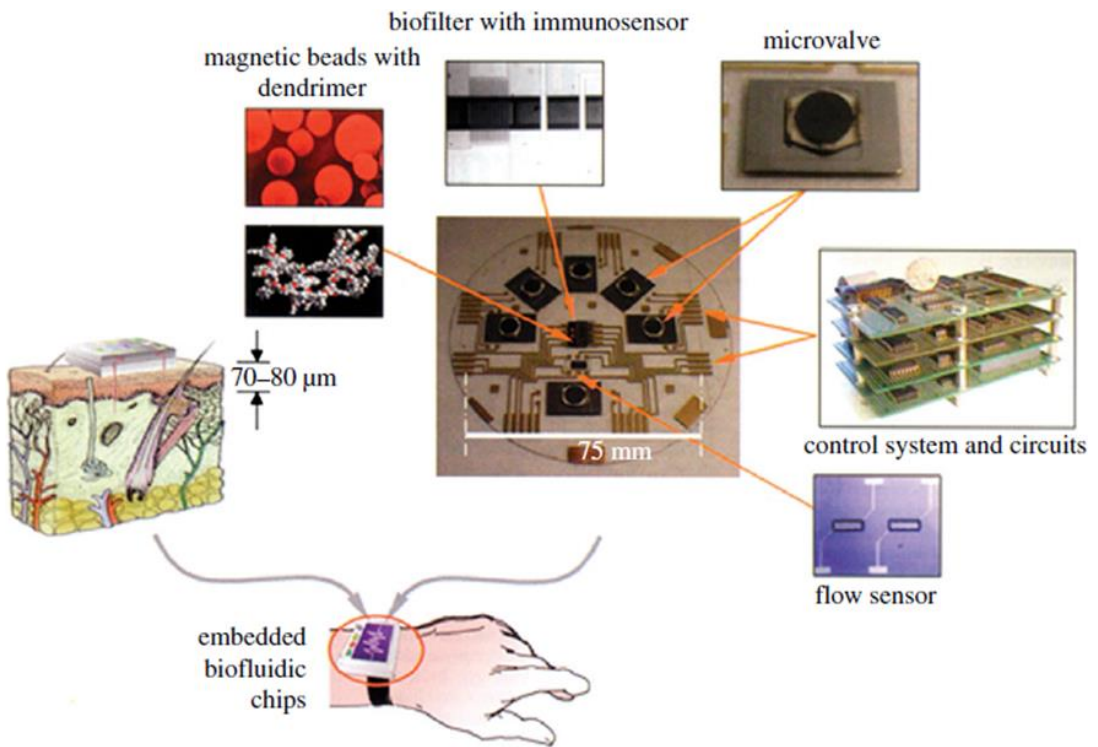 biofilter with immunosensor
magnetic beads with
dendrimer
microvalve
70–80 µm
75 mm
control system and circuits
flow sensor
embedded
biofluidic
chips